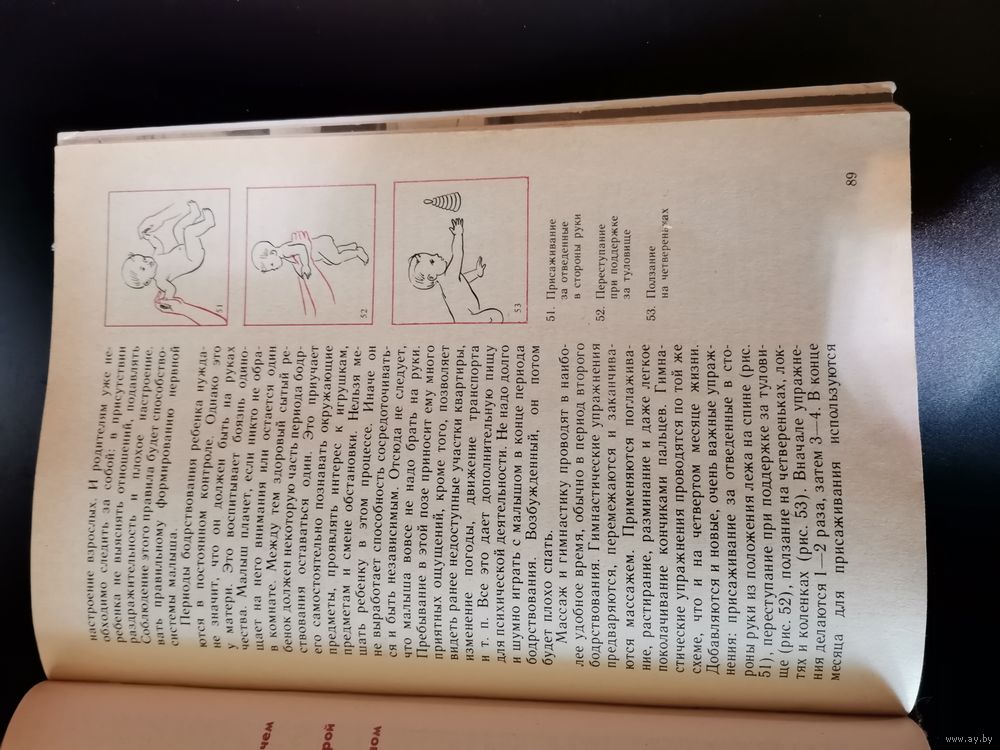 настроение взрослых. И родителям уже не-
обходимо следить за собой: в присутствии
ребенка не выяснять отношений, подавлять
раздражительность и плохое настроение.
Соблюдение этого правила будет способство-
вать правильному формированию нервной
системы малыша.
Периоды бодрствования ребенка нужда-
ются в постоянном контроле. Однако это
не значит, что он должен быть на руках
у матери. Это воспитывает боязнь одино-
чества. Малыш плачет, если никто не обра-
щает на него внимания или остается один
в комнате. Между тем здоровый сытый ре-
бенок должен некоторую часть периода бодр-
ствования оставаться один. Это приучает
его самостоятельно познавать окружающие
предметы, проявлять интерес к игрушкам,
предметам и смене обстановки. Нельзя ме-
шать ребенку в этом процессе. Иначе он
не выработает способность сосредоточивать-
ся и быть независимым. Отсюда не следует,
что малыша вовсе не надо брать на руки.
Пребывание в этой позе приносит ему много
приятных ощущений, кроме того, позволяет
видеть ранее недоступные участки квартиры,
изменение погоды, движение транспорта
и т. п. Все это дает дополнительную пищу
для психической деятельности. Не надо долго
и шумно играть с малышом в конце периода
бодрствования. Возбужденный, он потом
будет плохо спать.
Массаж и гимнастику проводят в наибо-
лее удобное время, обычно в период второго
бодрствования. Гимнастические упражнения
предваряются, перемежаются и заканчива-
ются массажем. Применяются поглажива-
ние, растирание, разминание и даже легкое
поколачивание кончиками пальцев. Гимна-
стические упражнения проводятся по той же
схеме, что и на четвертом месяце жизни.
Добавляются и новые, очень важные упраж-
нения: присаживание за отведенные в сто-
роны руки из положения лежа на спине (рис.
51), переступание при поддержке за тулови-
ще (рис. 52), ползание на четвереньках, лок-
тях и коленках (рис. 53). Вначале упражне-
ния делаются 1—2 раза, затем 3—4. В конце
месяца для присаживания используются
51
52
53
51. Присаживание
за отведенные
в стороны руки
52. Переступание
при поддержке
за туловище
53. Ползание
на четвереньках
89
чем
рой
ном
www.ay.by